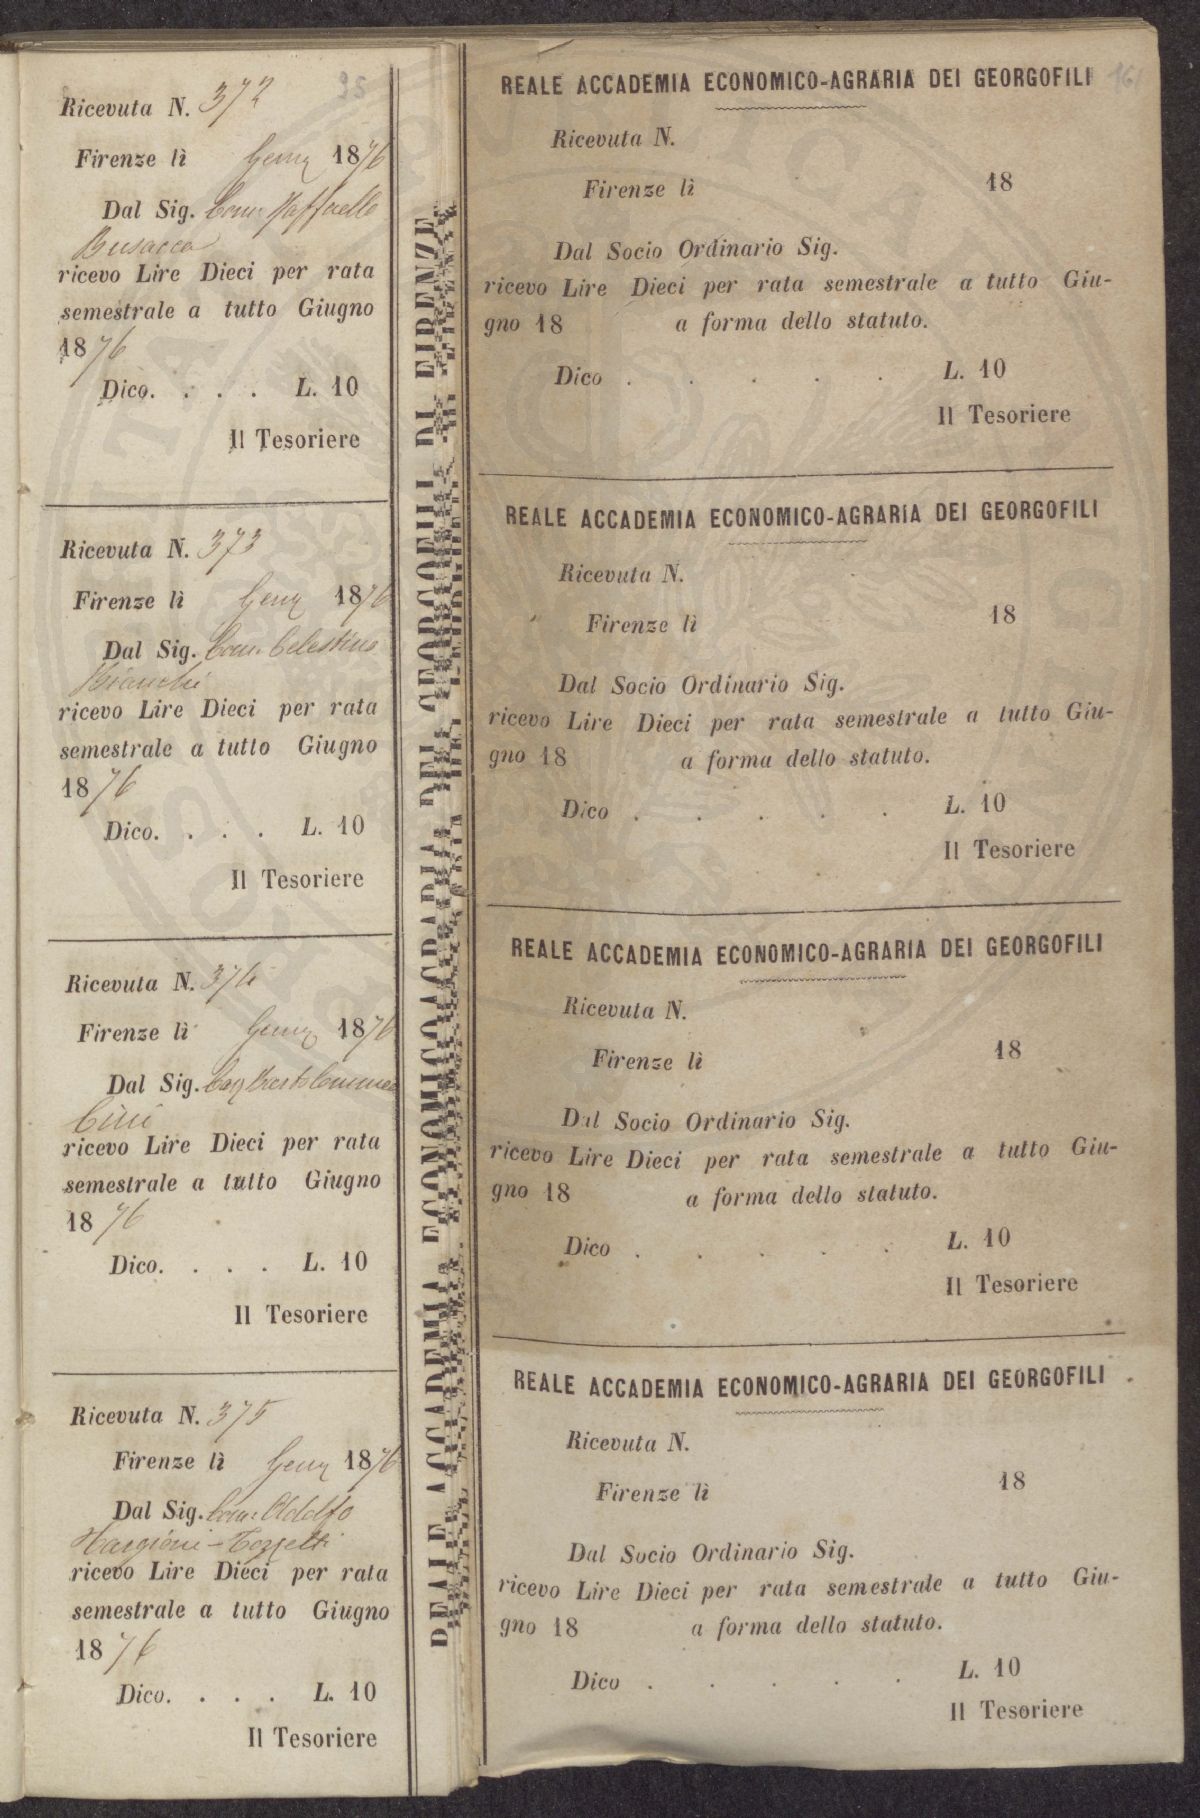 95
Ricevuta N. 372
Firenze lì Genn 1876
Dal Sig. Com: Raffaello
Busacca
ricevo Lire Dieci per rata
semestrale a tutto Giugno
1876
Dico. . . . L. 10
Il Tesoriere
Ricevuta N. 373
Firenze lì Genn 1876
Dal Sig. Com: Celestino
Bianchi
ricevo Lire Dieci per rata
semestrale a tutto Giugno
1876
Dico. . . . L. 10
Il Tesoriere
Ricevuta N. 374
Firenze lì Genn 1876
Dal Sig. Bartolommeo
Cini
ricevo Lire Dieci per rata
semestrale a tutto Giugno
1876
Dico. . . . L. 10
Il Tesoriere
Ricevuta N. 375
Firenze lì Genn 1876
Dal Sig. Com: Adolfo
Targioni-Tozzetti
ricevo Lire Dieci per rata
semestrale a tutto Giugno
1876
Dico. . . . L. 10
Il Tesoriere
REALE ACCADEMIA ECONOMICO-AGRARIA DEI GEORGOFILI DI FIRENZE
REALE ACCADEMIA ECONOMICO-AGRARIA DEI GEORGOFILI
Ricevuta N.
Firenze lì 18
Dal Socio Ordinario Sig.
ricevo Lire Dieci per rata semestrale a tutto Giu-
gno 18 a forma dello statuto.
Dico . . . . . L. 10
Il Tesoriere
REALE ACCADEMIA ECONOMICO-AGRARIA DEI GEORGOFILI
Ricevuta N.
Firenze lì 18
Dal Socio Ordinario Sig.
ricevo Lire Dieci per rata semestrale a tutto Giu-
gno 18 a forma dello statuto.
Dico . . . . . L. 10
Il Tesoriere
REALE ACCADEMIA ECONOMICO-AGRARIA DEI GEORGOFILI
Ricevuta N.
Firenze lì 18
Dal Socio Ordinario Sig.
ricevo Lire Dieci per rata semestrale a tutto Giu-
gno 18 a forma dello statuto.
Dico . . . . . L. 10
Il Tesoriere
REALE ACCADEMIA ECONOMICO-AGRARIA DEI GEORGOFILI
Ricevuta N.
Firenze lì 18
Dal Socio Ordinario Sig.
ricevo Lire Dieci per rata semestrale a tutto Giu-
gno 18 a forma dello statuto.
Dico . . . . . L. 10
Il Tesoriere